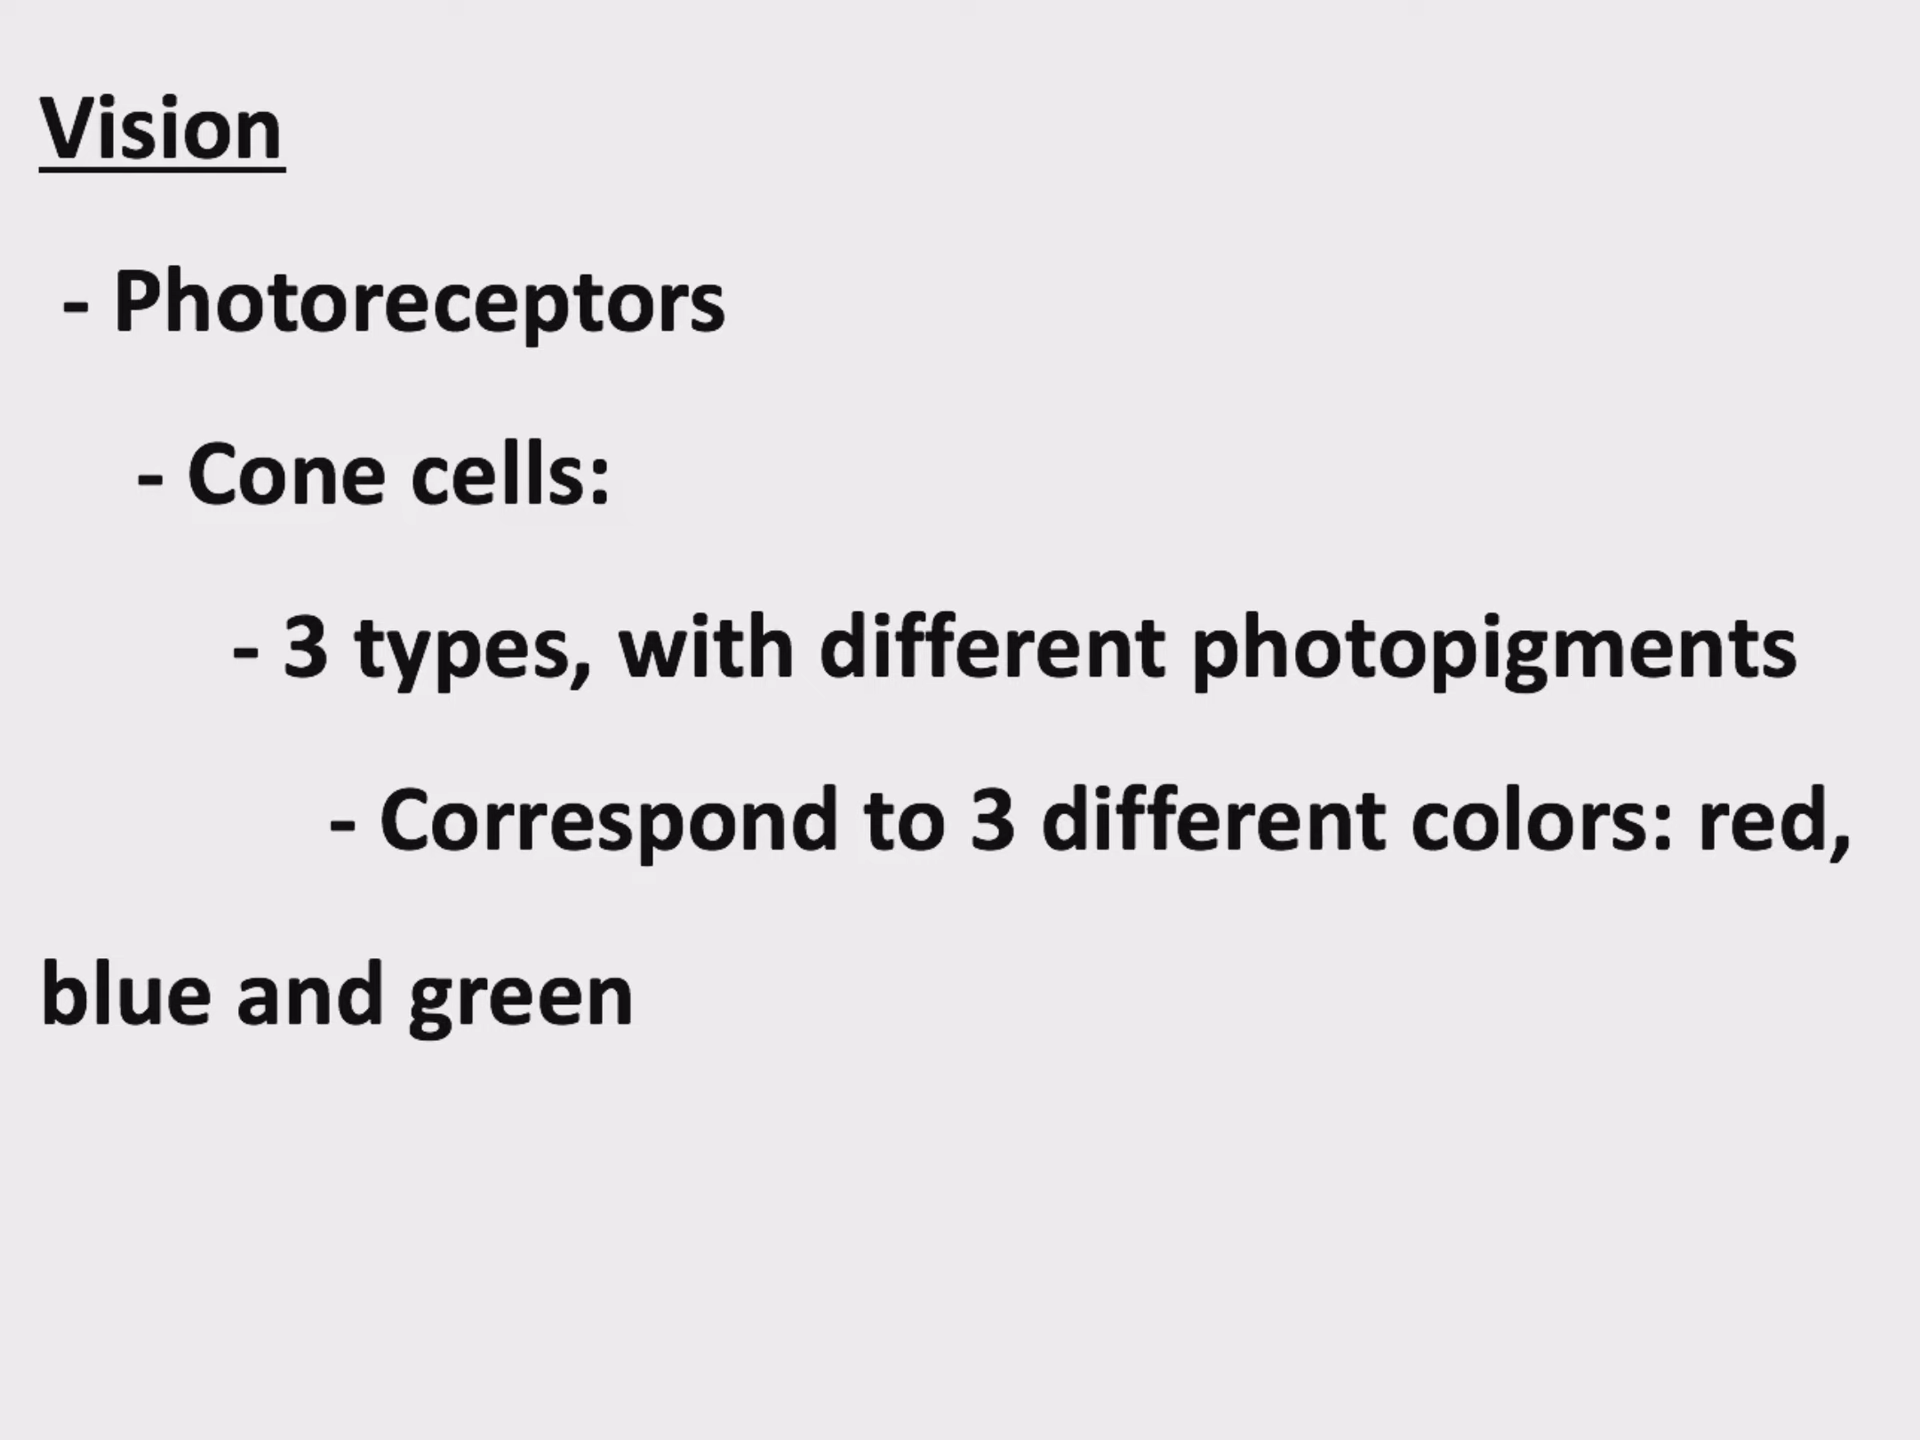 Vision
- Photoreceptors
- Cone cells:
- 3 types, with different photopigments
- Correspond to 3 different colors: red,
blue and green